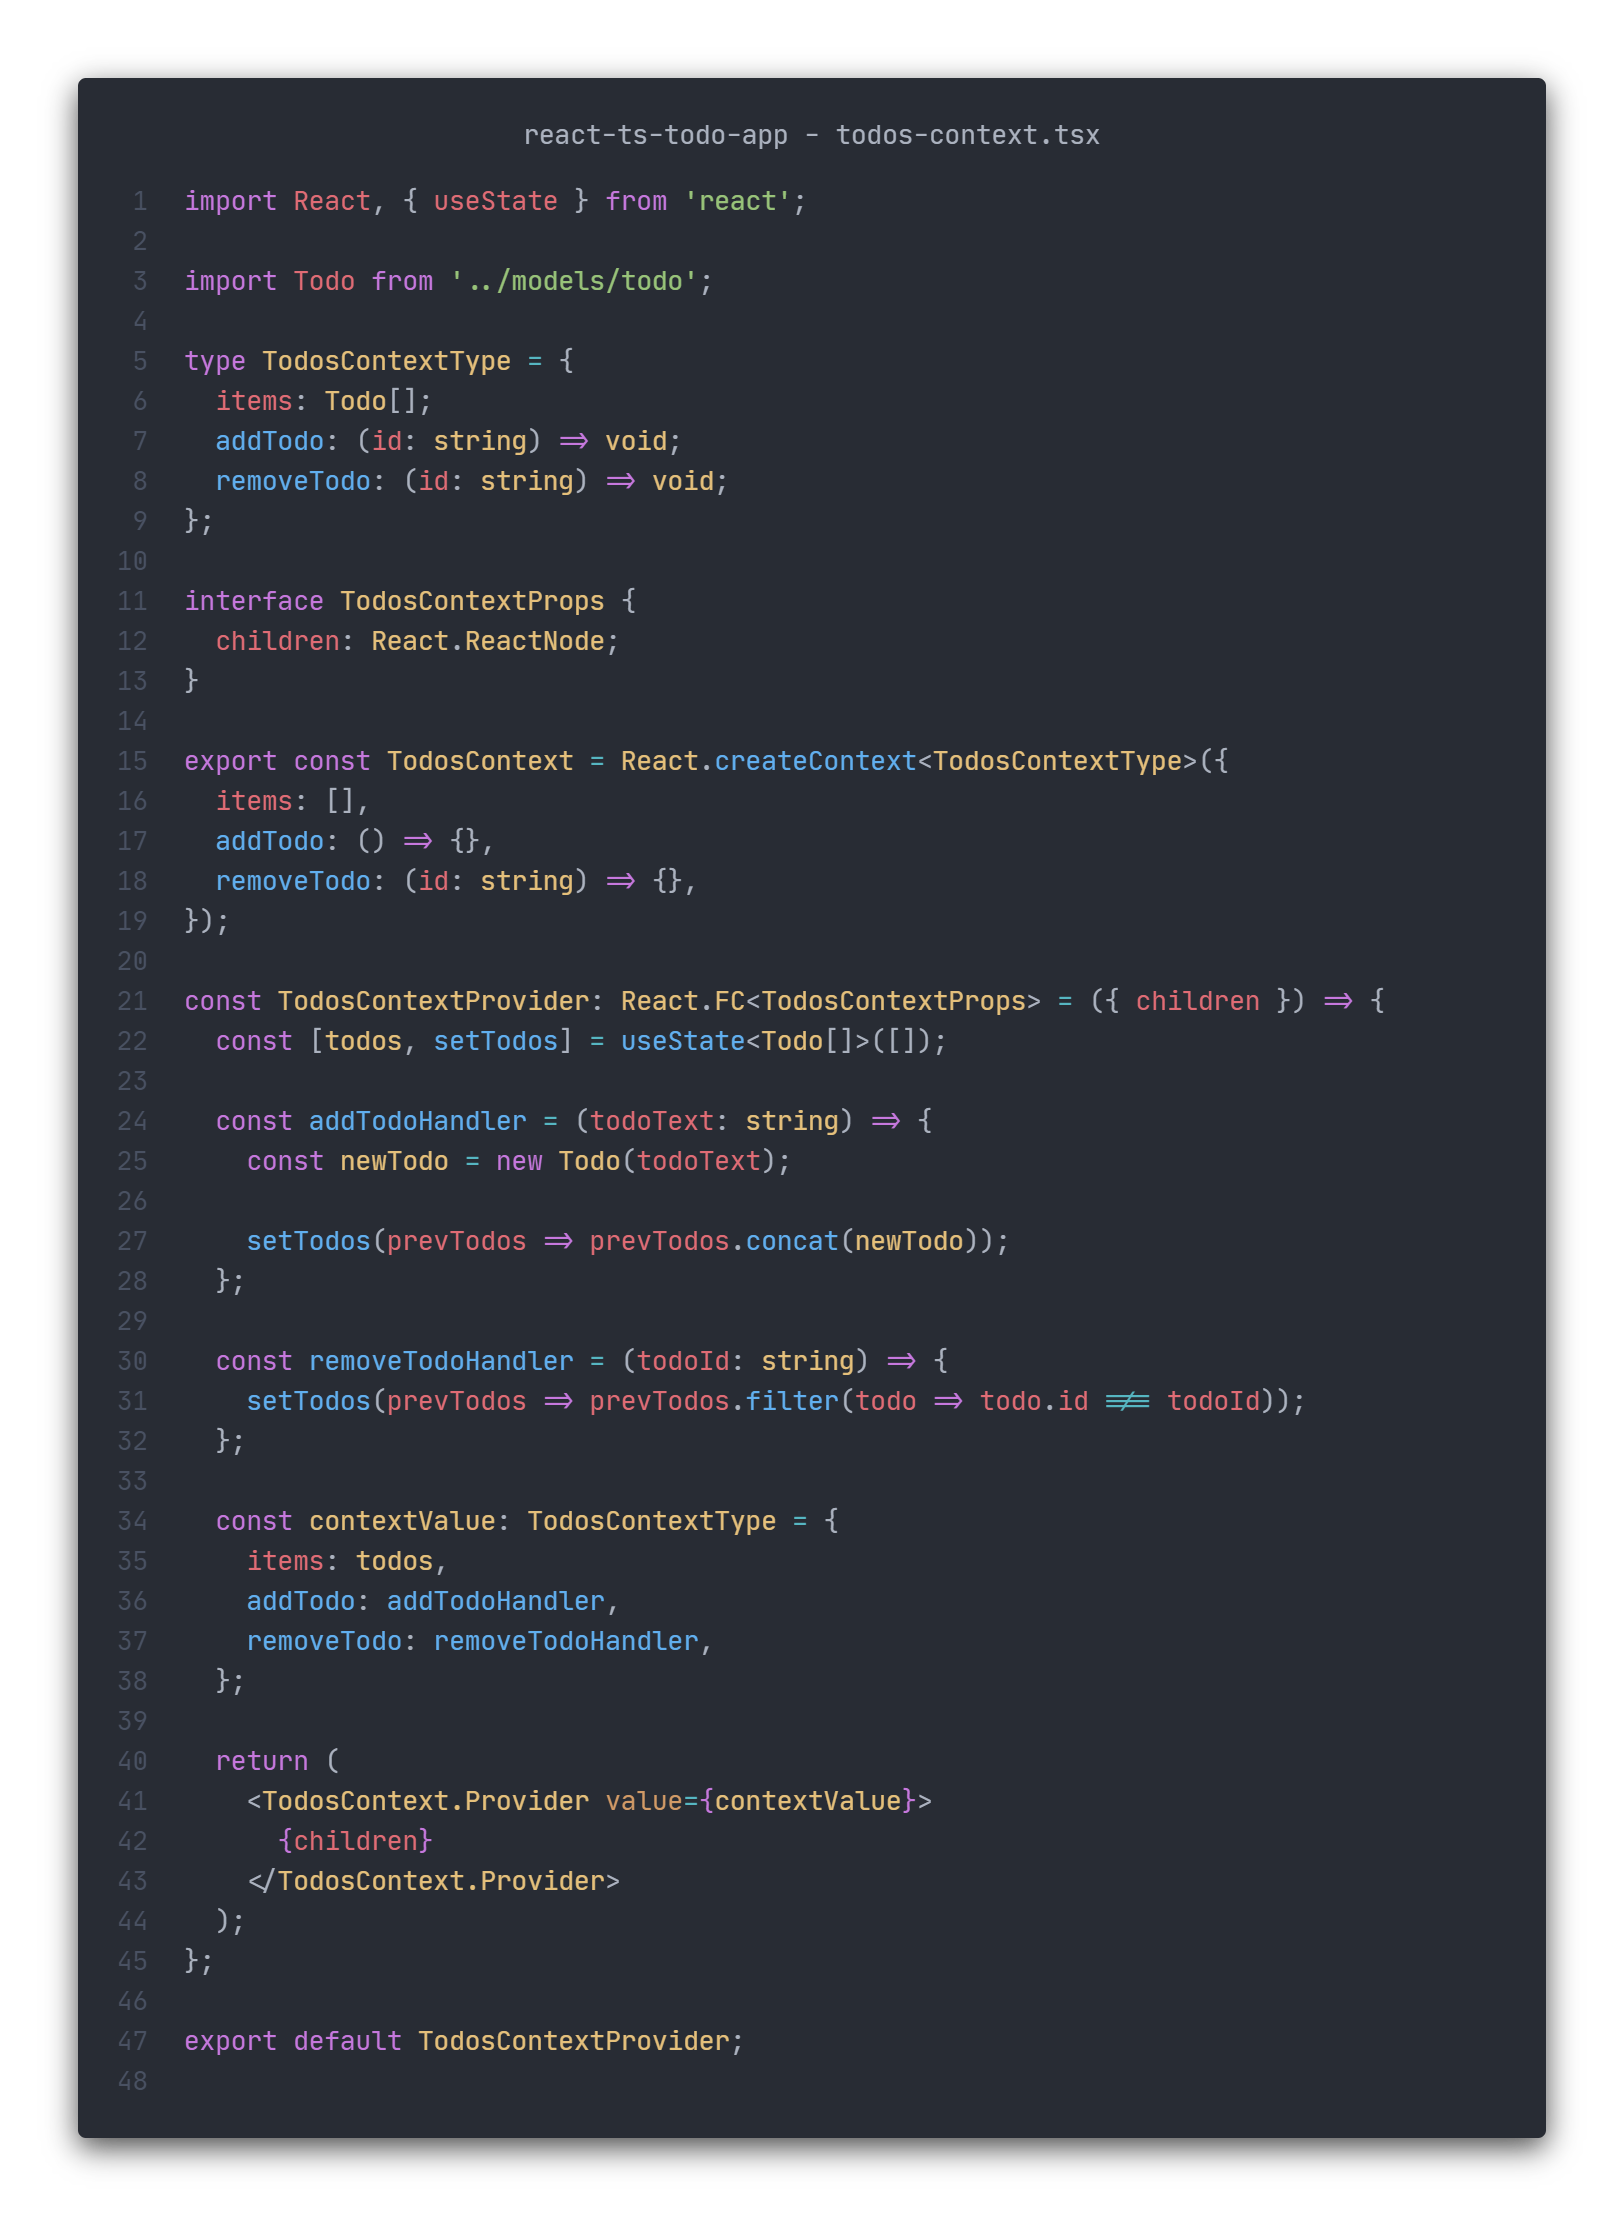 react-ts-todo-app - todos-context.tsx
1 import React, { useState } from 'react';
2
3 import Todo from '../models/todo';
4
5 type TodosContextType = {
6   items: Todo[];
7   addTodo: (id: string) => void;
8   removeTodo: (id: string) => void;
9 };
10
11 interface TodosContextProps {
12   children: React.ReactNode;
13 }
14
15 export const TodosContext = React.createContext<TodosContextType>({
16   items: [],
17   addTodo: () => {},
18   removeTodo: (id: string) => {},
19 });
20
21 const TodosContextProvider: React.FC<TodosContextProps> = ({ children }) => {
22   const [todos, setTodos] = useState<Todo[]>([]);
23
24   const addTodoHandler = (todoText: string) => {
25     const newTodo = new Todo(todoText);
26
27     setTodos(prevTodos => prevTodos.concat(newTodo));
28   };
29
30   const removeTodoHandler = (todoId: string) => {
31     setTodos(prevTodos => prevTodos.filter(todo => todo.id !== todoId));
32   };
33
34   const contextValue: TodosContextType = {
35     items: todos,
36     addTodo: addTodoHandler,
37     removeTodo: removeTodoHandler,
38   };
39
40   return (
41     <TodosContext.Provider value={contextValue}>
42       {children}
43     </TodosContext.Provider>
44   );
45 };
46
47 export default TodosContextProvider;
48